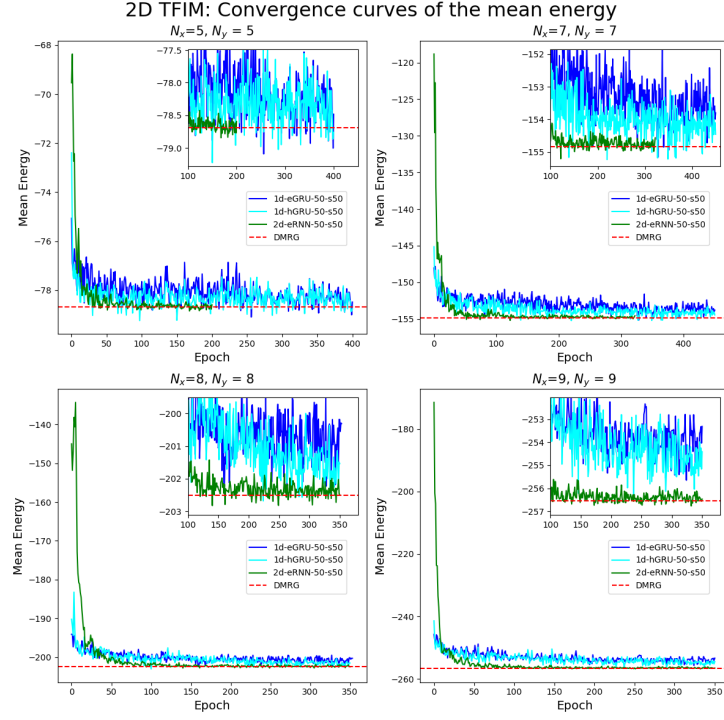 2D TFIM: Convergence curves of the mean energy
Nx=5, Ny = 5
Mean Energy
−68
−70
−72
−74
−76
−78
−77.5
−78.0
−78.5
−79.0
100
200
300
400
1d-eGRU-50-s50
1d-hGRU-50-s50
2d-eRNN-50-s50
DMRG
0 50 100 150 200 250 300 350 400
Epoch
Nx=7, Ny = 7
Mean Energy
−120
−125
−130
−135
−140
−145
−150
−155
−152
−153
−154
−155
100
200
300
400
1d-eGRU-50-s50
1d-hGRU-50-s50
2d-eRNN-50-s50
DMRG
0 100 200 300 400
Epoch
Nx=8, Ny = 8
Mean Energy
−140
−150
−160
−170
−180
−190
−200
−200
−201
−202
−203
100 150 200 250 300 350
1d-eGRU-50-s50
1d-hGRU-50-s50
2d-eRNN-50-s50
DMRG
0 50 100 150 200 250 300 350
Epoch
Nx=9, Ny = 9
Mean Energy
−180
−200
−220
−240
−260
−253
−254
−255
−256
−257
100 150 200 250 300 350
1d-eGRU-50-s50
1d-hGRU-50-s50
2d-eRNN-50-s50
DMRG
0 50 100 150 200 250 300 350
Epoch